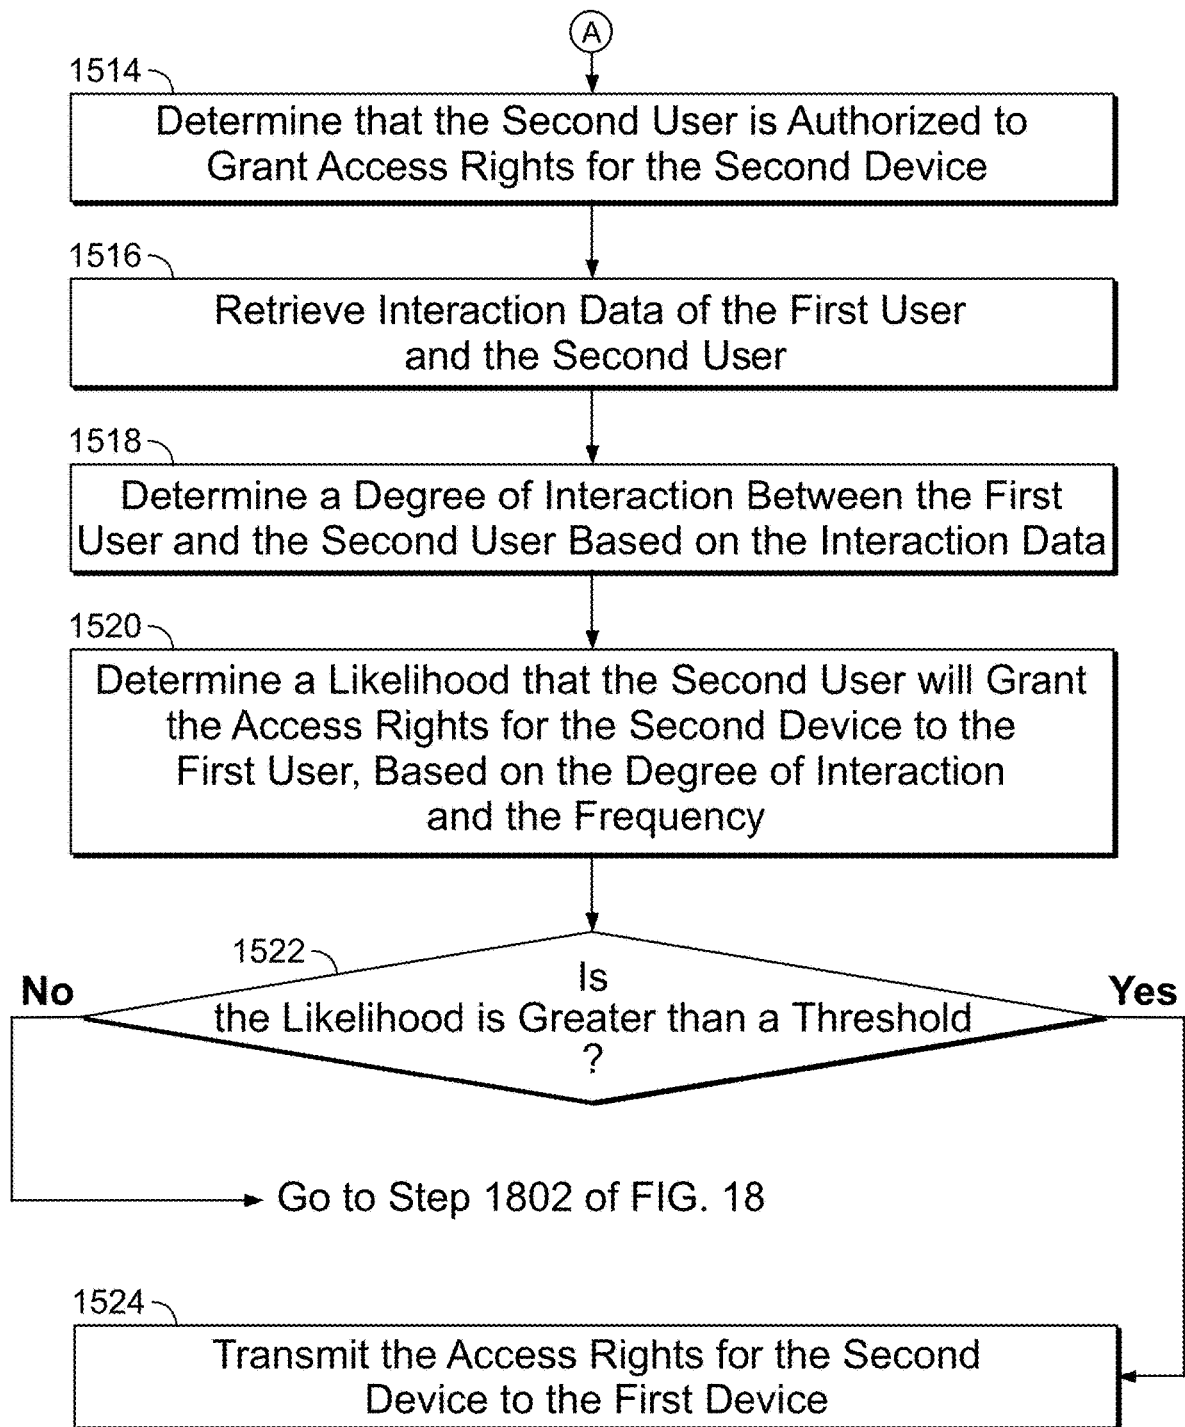 A
1514
Determine that the Second User is Authorized to
Grant Access Rights for the Second Device
1516
Retrieve Interaction Data of the First User
and the Second User
1518
Determine a Degree of Interaction Between the First
User and the Second User Based on the Interaction Data
1520
Determine a Likelihood that the Second User will Grant
the Access Rights for the Second Device to the
First User, Based on the Degree of Interaction
and the Frequency
1522
No
Is
the Likelihood is Greater than a Threshold
?
Yes
Go to Step 1802 of FIG. 18
1524
Transmit the Access Rights for the Second
Device to the First Device